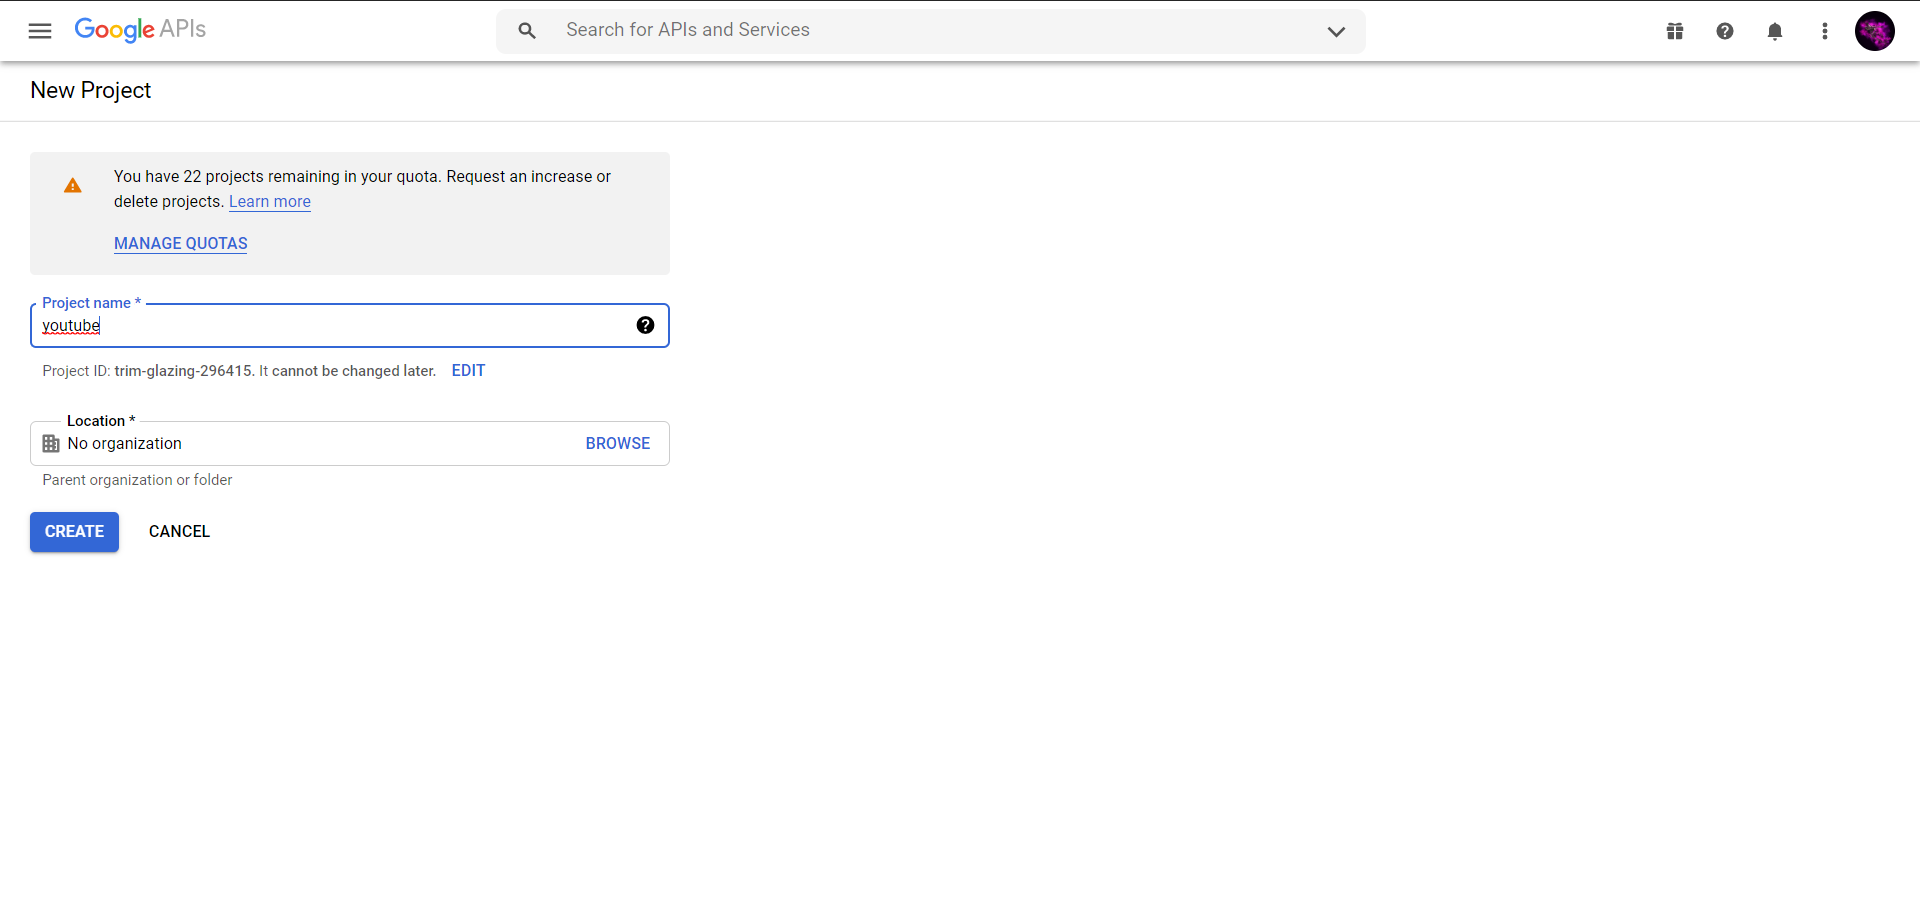 Google APIs
Search for APIs and Services
New Project
You have 22 projects remaining in your quota. Request an increase or
delete projects. Learn more
MANAGE QUOTAS
Project name *
youtube
Project ID: trim-glazing-296415. It cannot be changed later. EDIT
Location *
No organization BROWSE
Parent organization or folder
CREATE CANCEL